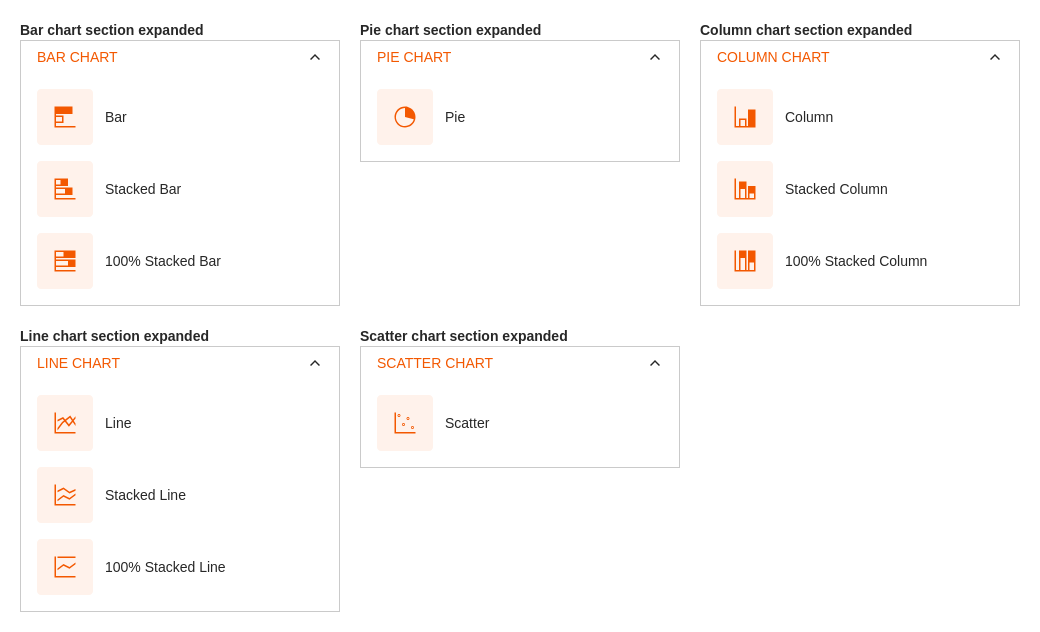 Bar chart section expanded
BAR CHART
Bar
Stacked Bar
100% Stacked Bar
Pie chart section expanded
PIE CHART
Pie
Column chart section expanded
COLUMN CHART
Column
Stacked Column
100% Stacked Column
Line chart section expanded
LINE CHART
Line
Stacked Line
100% Stacked Line
Scatter chart section expanded
SCATTER CHART
Scatter